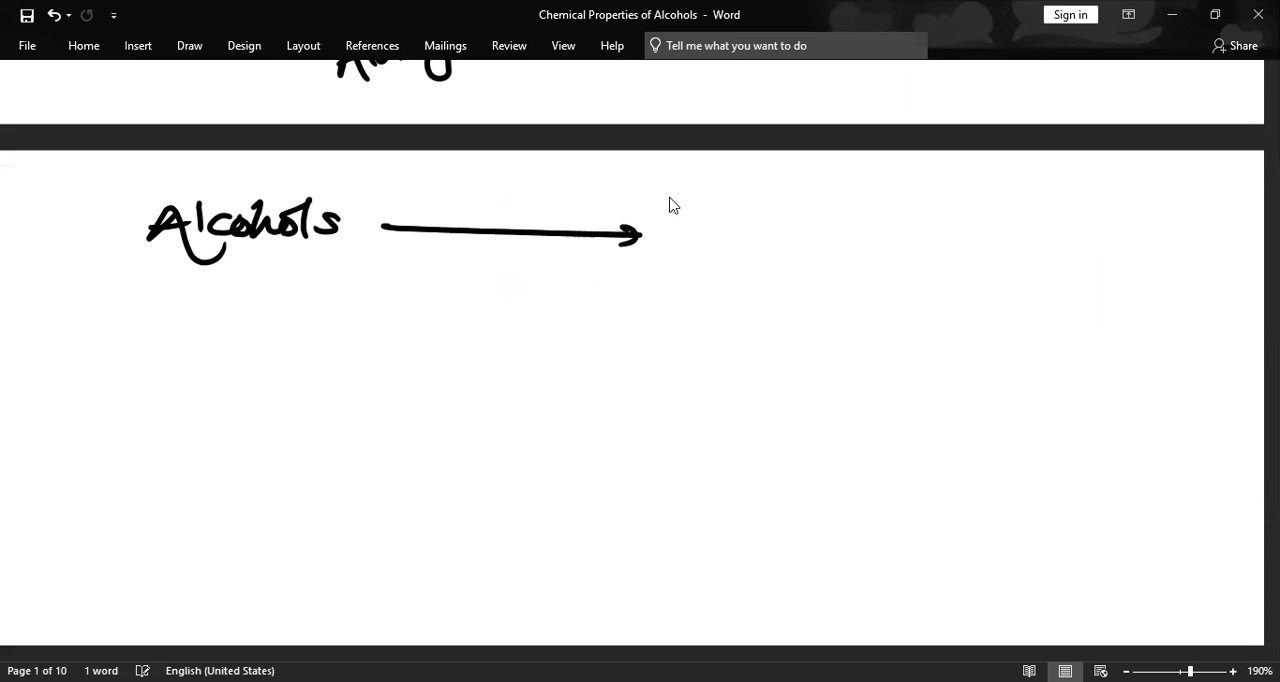 Chemical Properties of Alcohols - Word
Sign in
File Home Insert Draw Design Layout References Mailings Review View Help Tell me what you want to do Share
Alcohols
Page 1 of 10 1 word English (United States) 190%